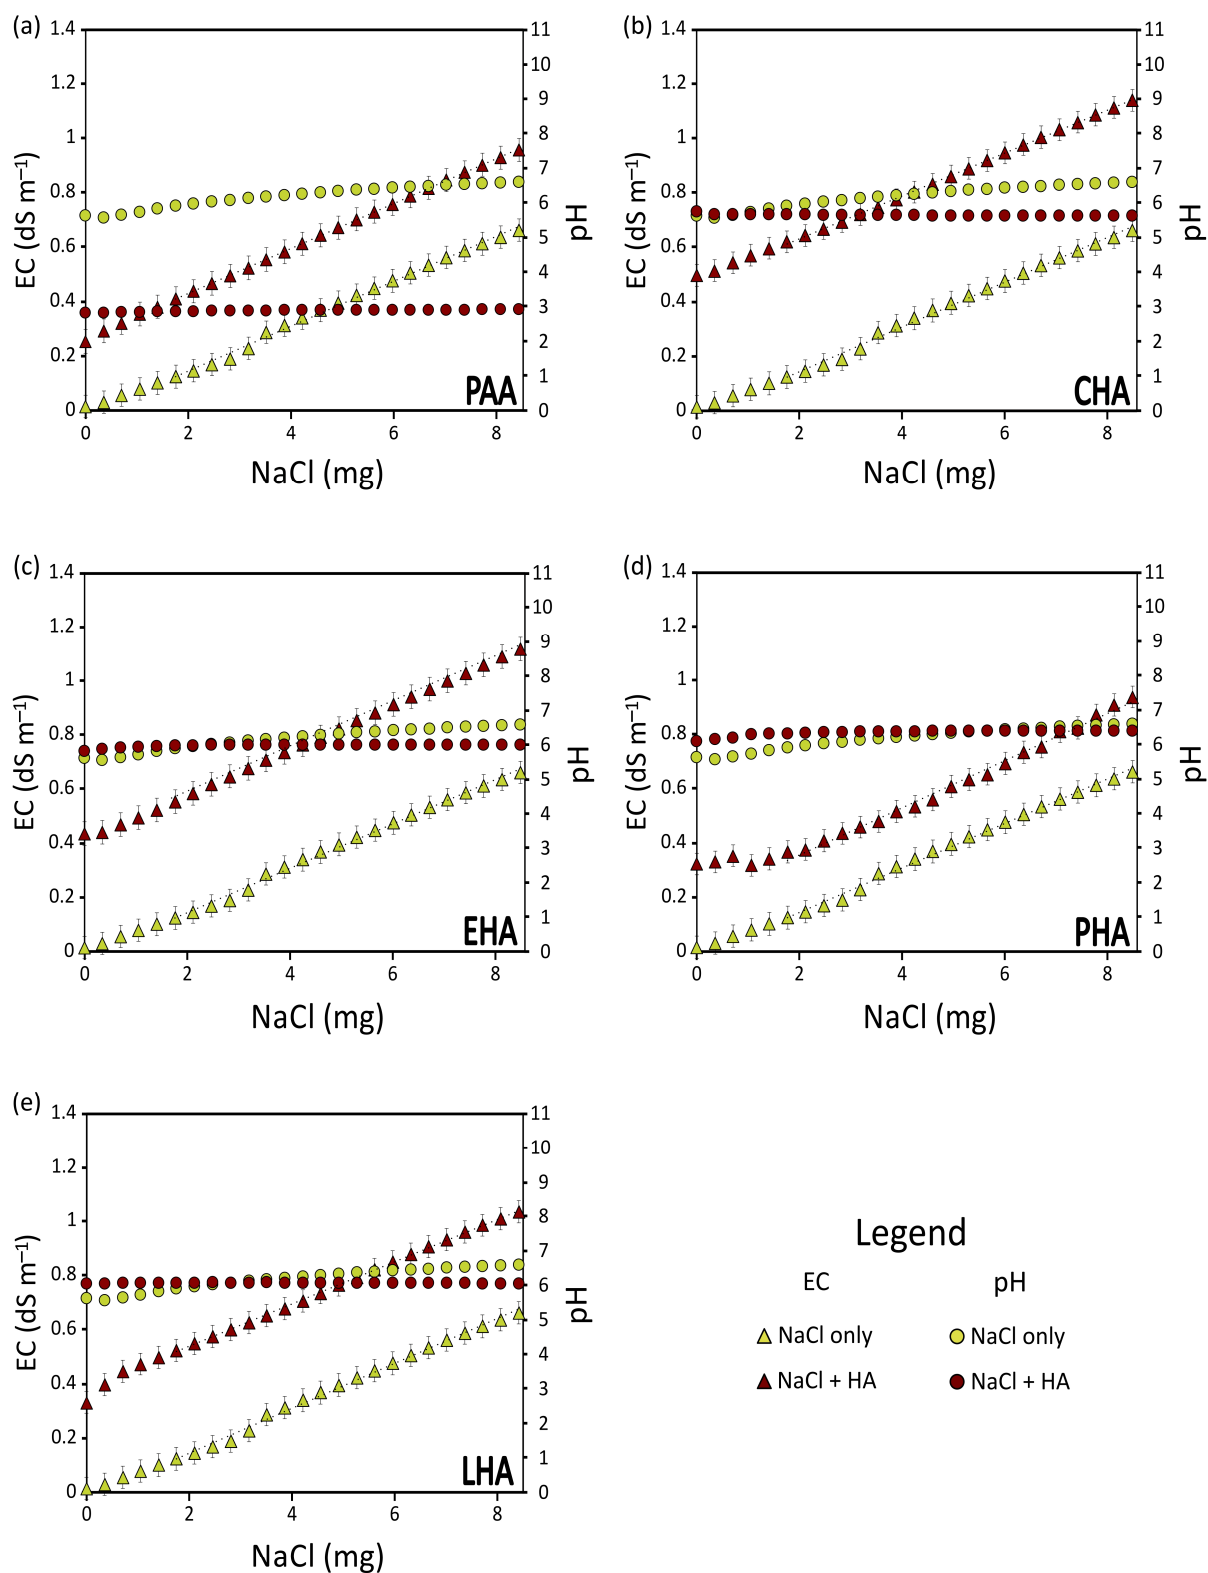 (a)
1.4
1.2
1
0.8
0.6
0.4
0.2
0
EC (dS m⁻¹)
11
10
9
8
7
6
5
4
3
2
1
0
pH
PAA
0 2 4 6 8
NaCl (mg)
(b)
1.4
1.2
1
0.8
0.6
0.4
0.2
0
EC (dS m⁻¹)
11
10
9
8
7
6
5
4
3
2
1
0
pH
CHA
0 2 4 6 8
NaCl (mg)
(c)
1.4
1.2
1
0.8
0.6
0.4
0.2
0
EC (dS m⁻¹)
11
10
9
8
7
6
5
4
3
2
1
0
pH
EHA
0 2 4 6 8
NaCl (mg)
(d)
1.4
1.2
1
0.8
0.6
0.4
0.2
0
EC (dS m⁻¹)
11
10
9
8
7
6
5
4
3
2
1
0
pH
PHA
0 2 4 6 8
NaCl (mg)
(e)
1.4
1.2
1
0.8
0.6
0.4
0.2
0
EC (dS m⁻¹)
11
10
9
8
7
6
5
4
3
2
1
0
pH
LHA
0 2 4 6 8
NaCl (mg)
Legend
EC pH
NaCl only NaCl only
NaCl + HA NaCl + HA